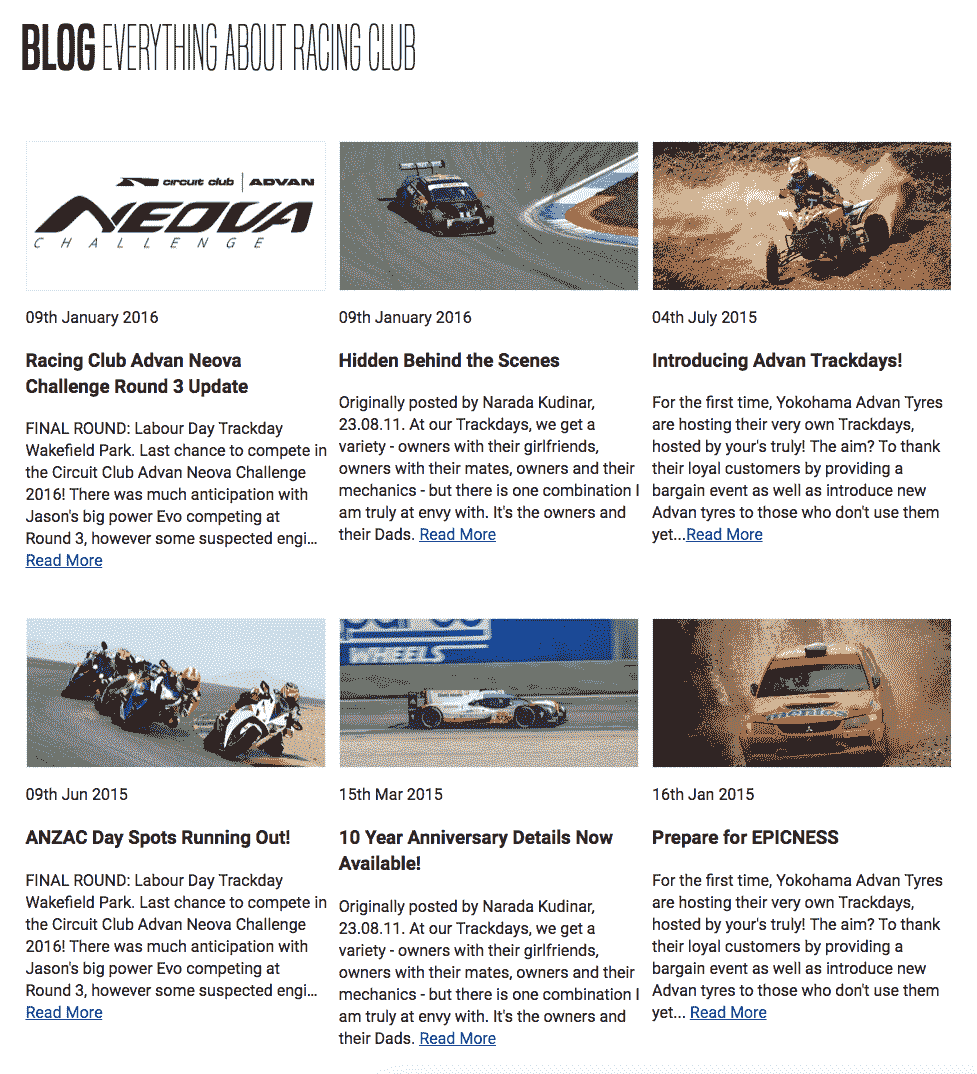 BLOG EVERYTHING ABOUT RACING CLUB
circuit club | ADVAN
NEOVA
CHALLENGE
09th January 2016
Racing Club Advan Neova
Challenge Round 3 Update
FINAL ROUND: Labour Day Trackday
Wakefield Park. Last chance to compete in
the Circuit Club Advan Neova Challenge
2016! There was much anticipation with
Jason's big power Evo competing at
Round 3, however some suspected engi...
Read More
09th January 2016
Hidden Behind the Scenes
Originally posted by Narada Kudinar,
23.08.11. At our Trackdays, we get a
variety - owners with their girlfriends,
owners with their mates, owners and their
mechanics - but there is one combination I
am truly at envy with. It's the owners and
their Dads. Read More
04th July 2015
Introducing Advan Trackdays!
For the first time, Yokohama Advan Tyres
are hosting their very own Trackdays,
hosted by your's truly! The aim? To thank
their loyal customers by providing a
bargain event as well as introduce new
Advan tyres to those who don't use them
yet...Read More
09th Jun 2015
ANZAC Day Spots Running Out!
FINAL ROUND: Labour Day Trackday
Wakefield Park. Last chance to compete in
the Circuit Club Advan Neova Challenge
2016! There was much anticipation with
Jason's big power Evo competing at
Round 3, however some suspected engi...
Read More
WHEELS
15th Mar 2015
10 Year Anniversary Details Now
Available!
Originally posted by Narada Kudinar,
23.08.11. At our Trackdays, we get a
variety - owners with their girlfriends,
owners with their mates, owners and their
mechanics - but there is one combination I
am truly at envy with. It's the owners and
their Dads. Read More
16th Jan 2015
Prepare for EPICNESS
For the first time, Yokohama Advan Tyres
are hosting their very own Trackdays,
hosted by your's truly! The aim? To thank
their loyal customers by providing a
bargain event as well as introduce new
Advan tyres to those who don't use them
yet... Read More